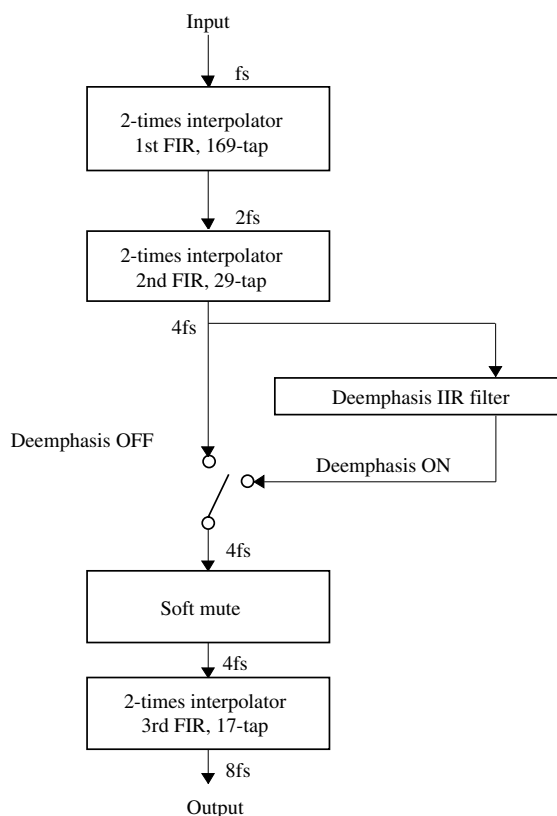 Input
fs
2-times interpolator
1st FIR, 169-tap
2fs
2-times interpolator
2nd FIR, 29-tap
4fs
Deemphasis IIR filter
Deemphasis OFF
Deemphasis ON
4fs
Soft mute
4fs
2-times interpolator
3rd FIR, 17-tap
8fs
Output